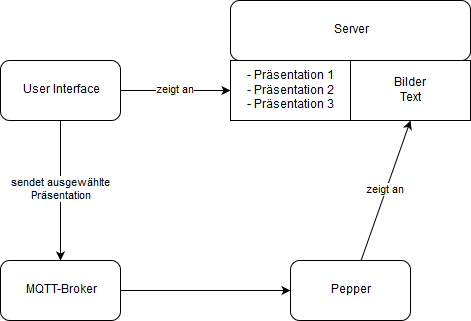 Server
User Interface
zeigt an
- Präsentation 1
- Präsentation 2
- Präsentation 3
Bilder
Text
sendet ausgewählte
Präsentation
zeigt an
MQTT-Broker
Pepper